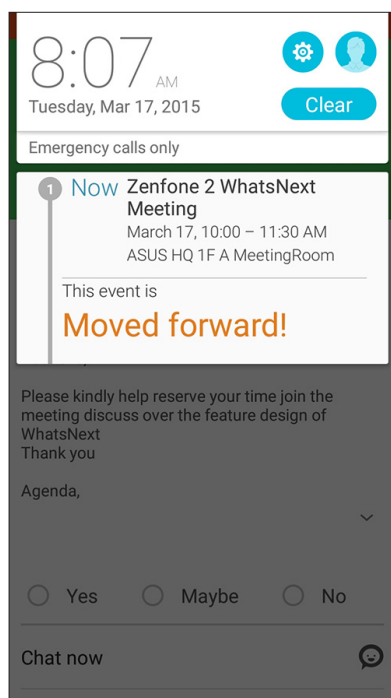 8:07 AM
Tuesday, Mar 17, 2015
Clear
Emergency calls only
1 Now Zenfone 2 WhatsNext
Meeting
March 17, 10:00 – 11:30 AM
ASUS HQ 1F A MeetingRoom
This event is
Moved forward!
Please kindly help reserve your time join the
meeting discuss over the feature design of
WhatsNext
Thank you
Agenda,
Yes Maybe No
Chat now